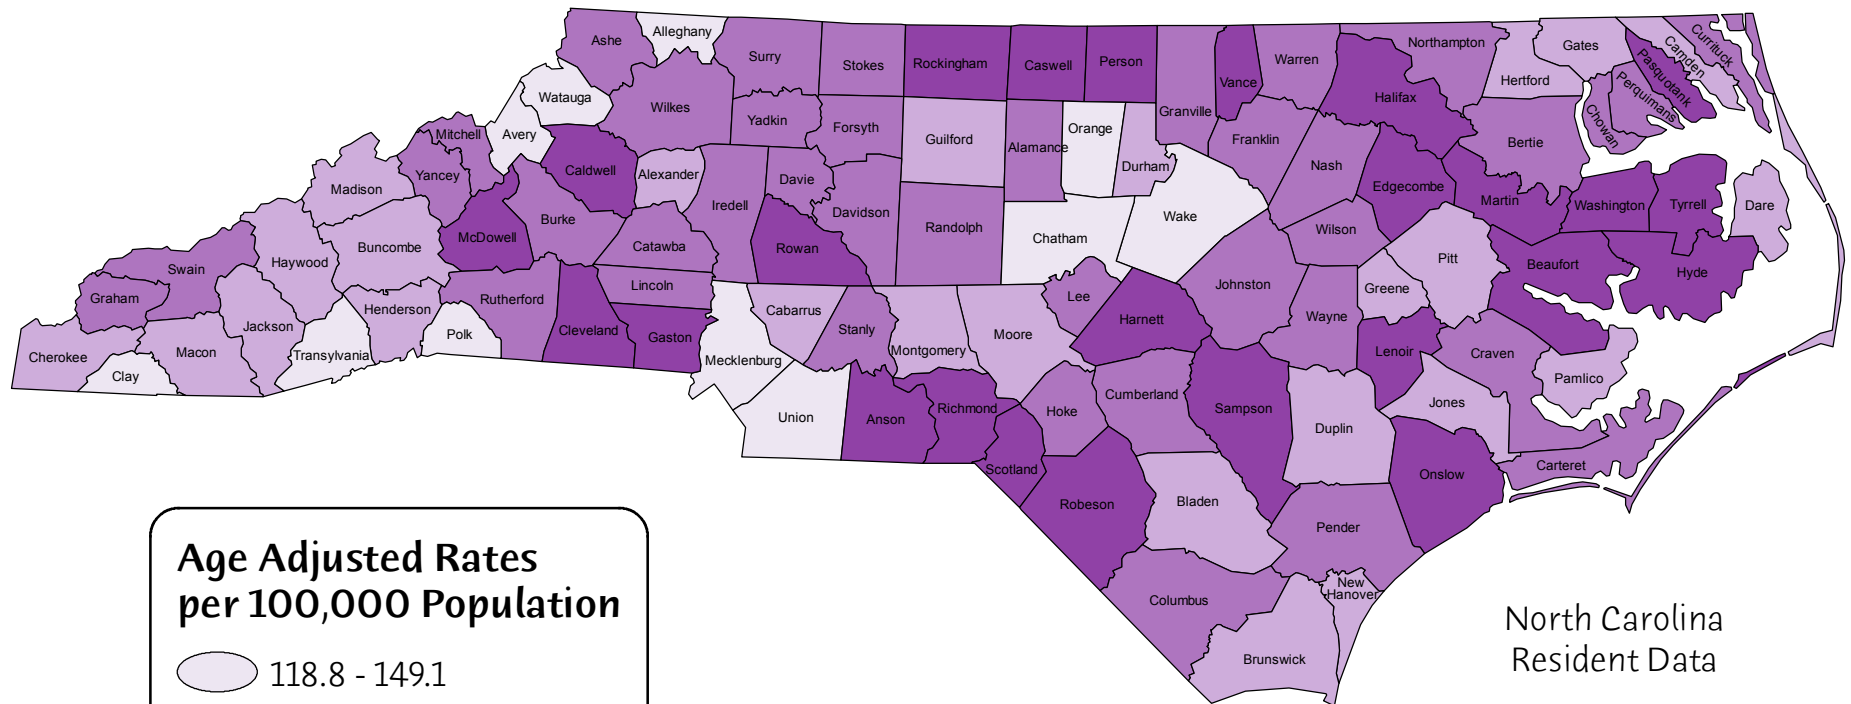 Ashe
Alleghany
Surry
Stokes
Rockingham
Caswell
Person
Vance
Warren
Northampton
Gates
Camden
Currituck
Pasquotank
Perquimans
Chowan
Hertford
Halifax
Granville
Watauga
Wilkes
Yadkin
Forsyth
Guilford
Alamance
Orange
Durham
Franklin
Nash
Edgecombe
Bertie
Mitchell
Avery
Caldwell
Alexander
Iredell
Davie
Davidson
Randolph
Chatham
Wake
Wilson
Martin
Washington
Tyrrell
Dare
Madison
Yancey
McDowell
Burke
Catawba
Rowan
Johnston
Pitt
Greene
Beaufort
Hyde
Swain
Haywood
Buncombe
Rutherford
Lincoln
Cabarrus
Stanly
Montgomery
Moore
Lee
Harnett
Wayne
Lenoir
Craven
Pamlico
Graham
Cherokee
Clay
Macon
Jackson
Transylvania
Henderson
Polk
Cleveland
Gaston
Mecklenburg
Union
Anson
Richmond
Scotland
Hoke
Cumberland
Sampson
Duplin
Jones
Onslow
Carteret
Robeson
Bladen
Pender
Columbus
Brunswick
New
Hanover
Age Adjusted Rates
per 100,000 Population
118.8 - 149.1
North Carolina
Resident Data